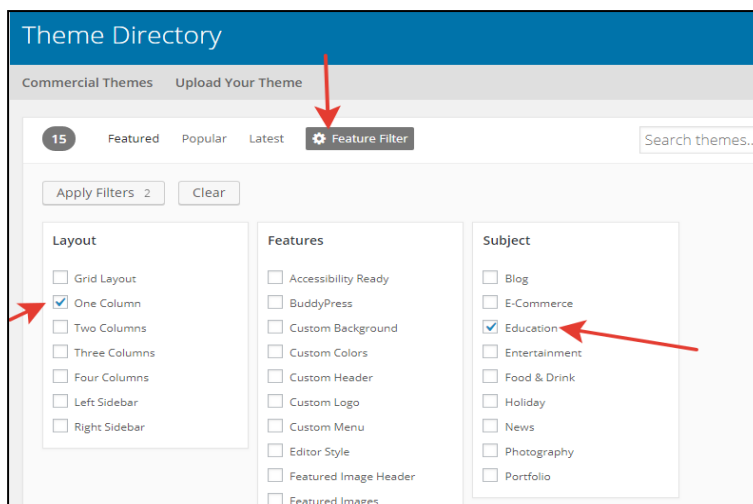 Theme Directory
Commercial Themes Upload Your Theme
15 Featured Popular Latest Feature Filter Search themes...
Apply Filters 2 Clear
Layout
Grid Layout
One Column
Two Columns
Three Columns
Four Columns
Left Sidebar
Right Sidebar
Features
Accessibility Ready
BuddyPress
Custom Background
Custom Colors
Custom Header
Custom Logo
Custom Menu
Editor Style
Featured Image Header
Featured Images
Subject
Blog
E-Commerce
Education
Entertainment
Food & Drink
Holiday
News
Photography
Portfolio